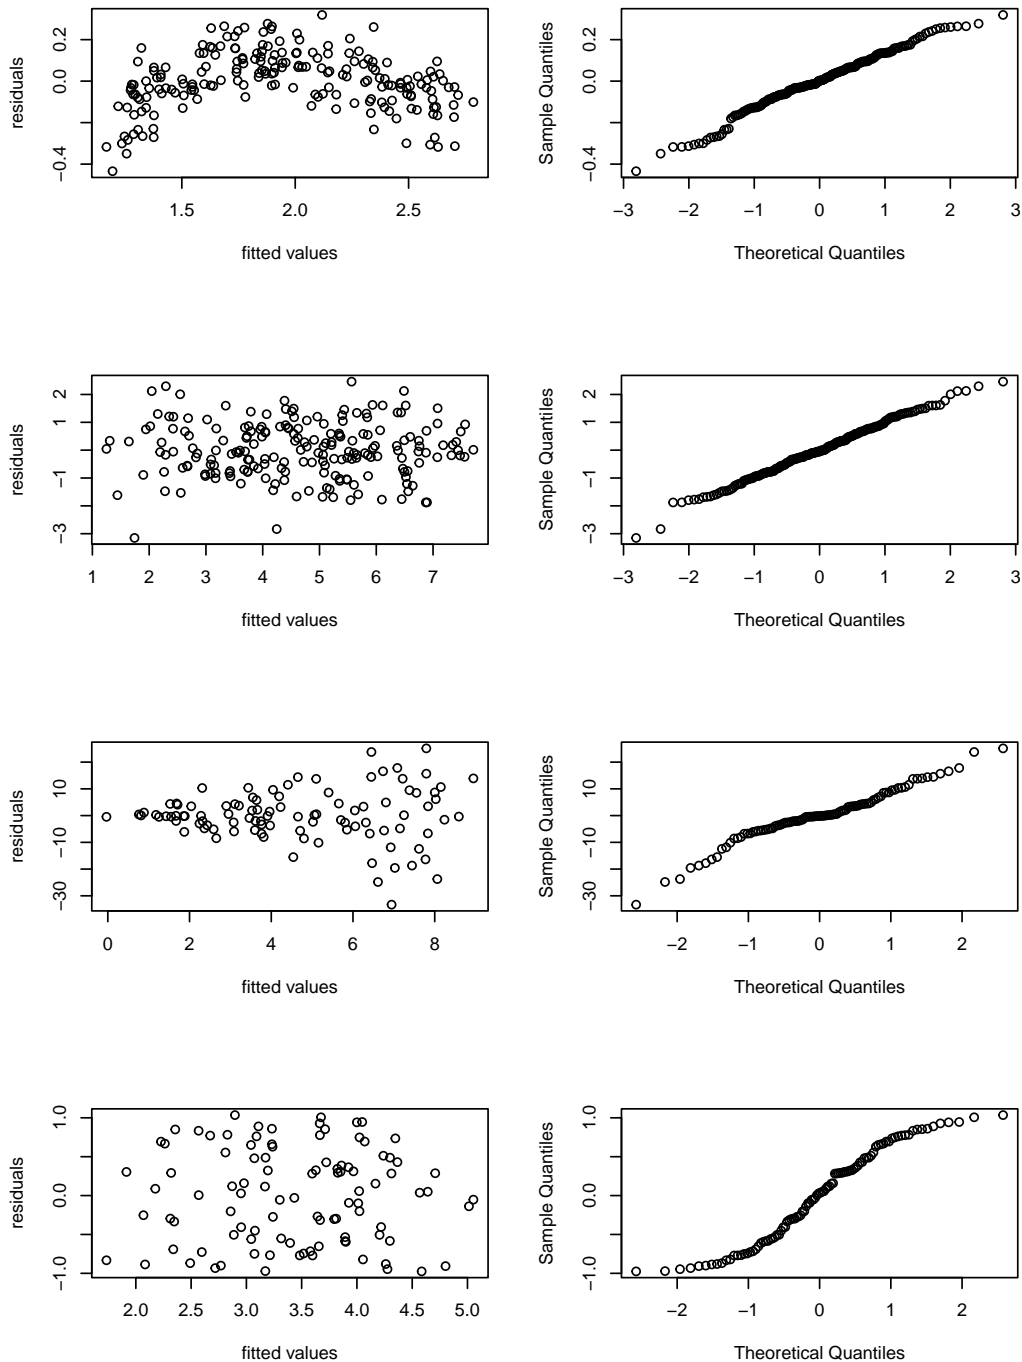 residuals
0.2
0.0
−0.4
1.5 2.0 2.5
fitted values
Sample Quantiles
0.2
0.0
−0.4
−3 −2 −1 0 1 2 3
Theoretical Quantiles
residuals
2
1
−1
−3
1 2 3 4 5 6 7
fitted values
Sample Quantiles
2
1
−1
−3
−3 −2 −1 0 1 2 3
Theoretical Quantiles
residuals
10
−10
−30
0 2 4 6 8
fitted values
Sample Quantiles
10
−10
−30
−2 −1 0 1 2
Theoretical Quantiles
residuals
1.0
0.0
−1.0
2.0 2.5 3.0 3.5 4.0 4.5 5.0
fitted values
Sample Quantiles
1.0
0.0
−1.0
−2 −1 0 1 2
Theoretical Quantiles